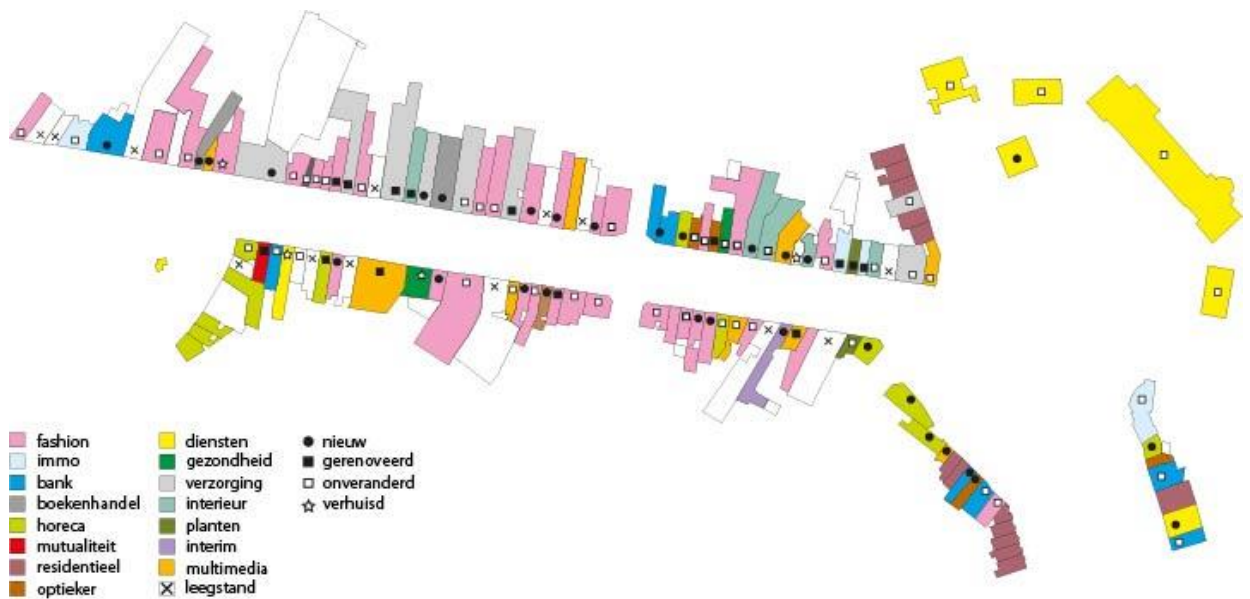 fashion
immo
bank
boekenhandel
horeca
mutualiteit
residentieel
optieker
diensten
gezondheid
verzorging
interieur
planten
interim
multimedia
leegstand
nieuw
gerenoveerd
onveranderd
verhuisd